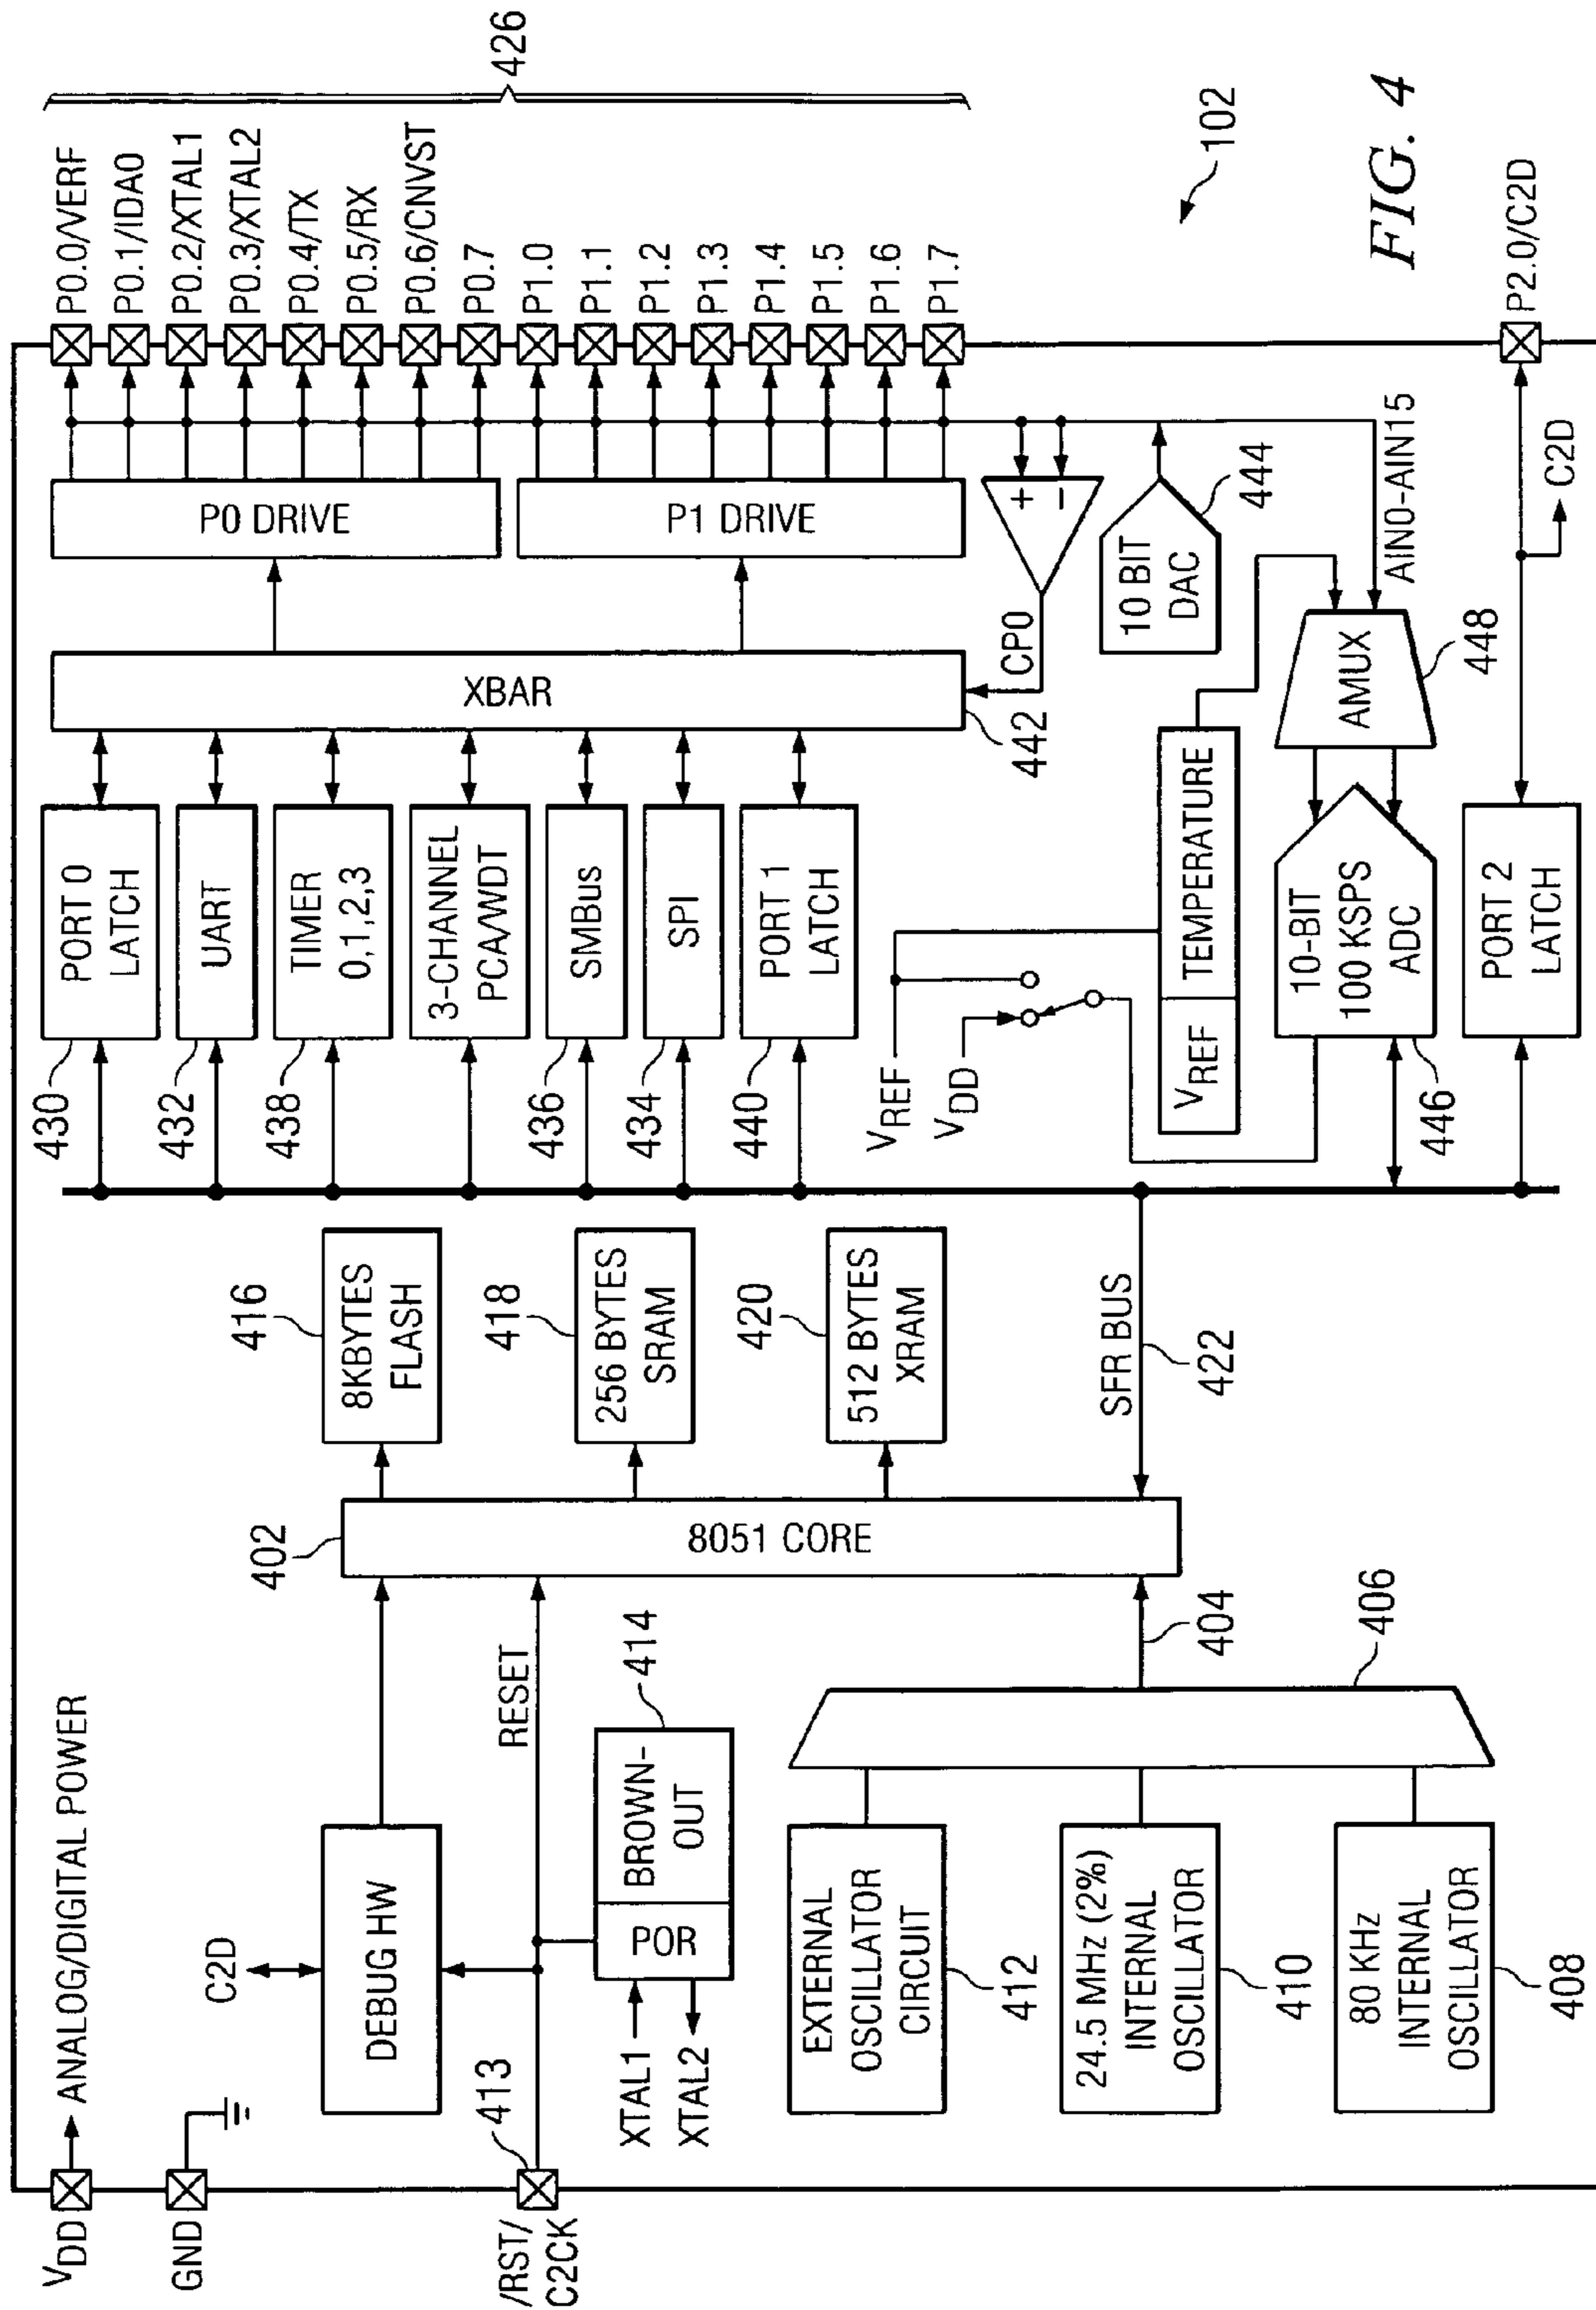 VDD
ANALOG/DIGITAL POWER
GND
/RST/
C2CK
413
C2D
DEBUG HW
RESET
XTAL1
XTAL2
POR
BROWN-
OUT
414
EXTERNAL
OSCILLATOR
CIRCUIT
412
24.5 MHz (2%)
INTERNAL
OSCILLATOR
410
80 KHz
INTERNAL
OSCILLATOR
408
406
404
402
8051 CORE
416
8KBYTES
FLASH
418
256 BYTES
SRAM
420
512 BYTES
XRAM
SFR BUS
422
430
PORT 0
LATCH
432
UART
438
TIMER
0,1,2,3
3-CHANNEL
PCA/WDT
436
SMBus
434
SPI
440
PORT 1
LATCH
VREF
VDD
VREF
TEMPERATURE
10-BIT
100 KSPS
ADC
446
PORT 2
LATCH
XBAR
442
CP0
+
−
10 BIT
DAC
444
AMUX
448
AIN0-AIN15
C2D
P0 DRIVE
P1 DRIVE
P0.0/VERF
P0.1/IDA0
P0.2/XTAL1
P0.3/XTAL2
P0.4/TX
P0.5/RX
P0.6/CNVST
P0.7
P1.0
P1.1
P1.2
P1.3
P1.4
P1.5
P1.6
P1.7
426
P2.0/C2D
102
FIG. 4